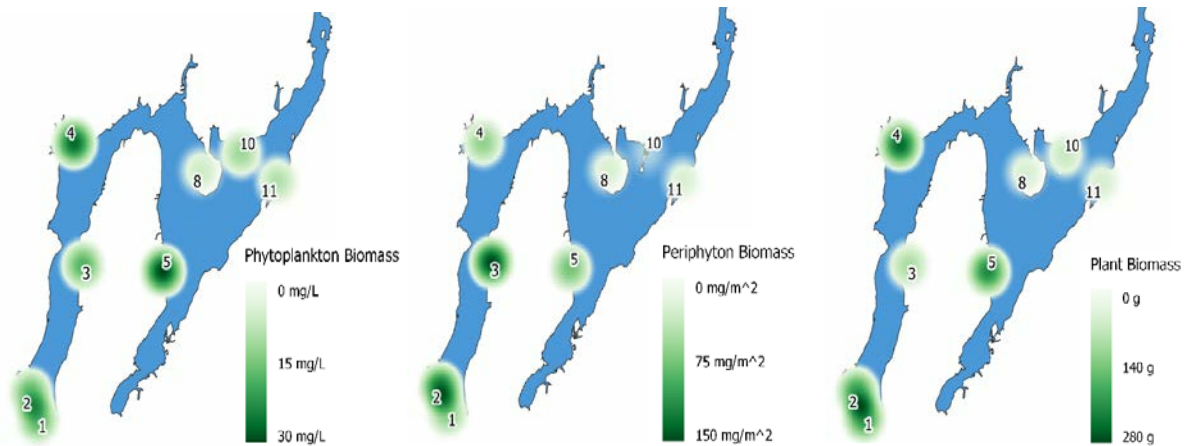 4
10
8
11
3
5
2
1
Phytoplankton Biomass
0 mg/L
15 mg/L
30 mg/L
4
10
8
11
3
5
2
1
Periphyton Biomass
0 mg/m^2
75 mg/m^2
150 mg/m^2
4
10
8
11
3
5
2
1
Plant Biomass
0 g
140 g
280 g